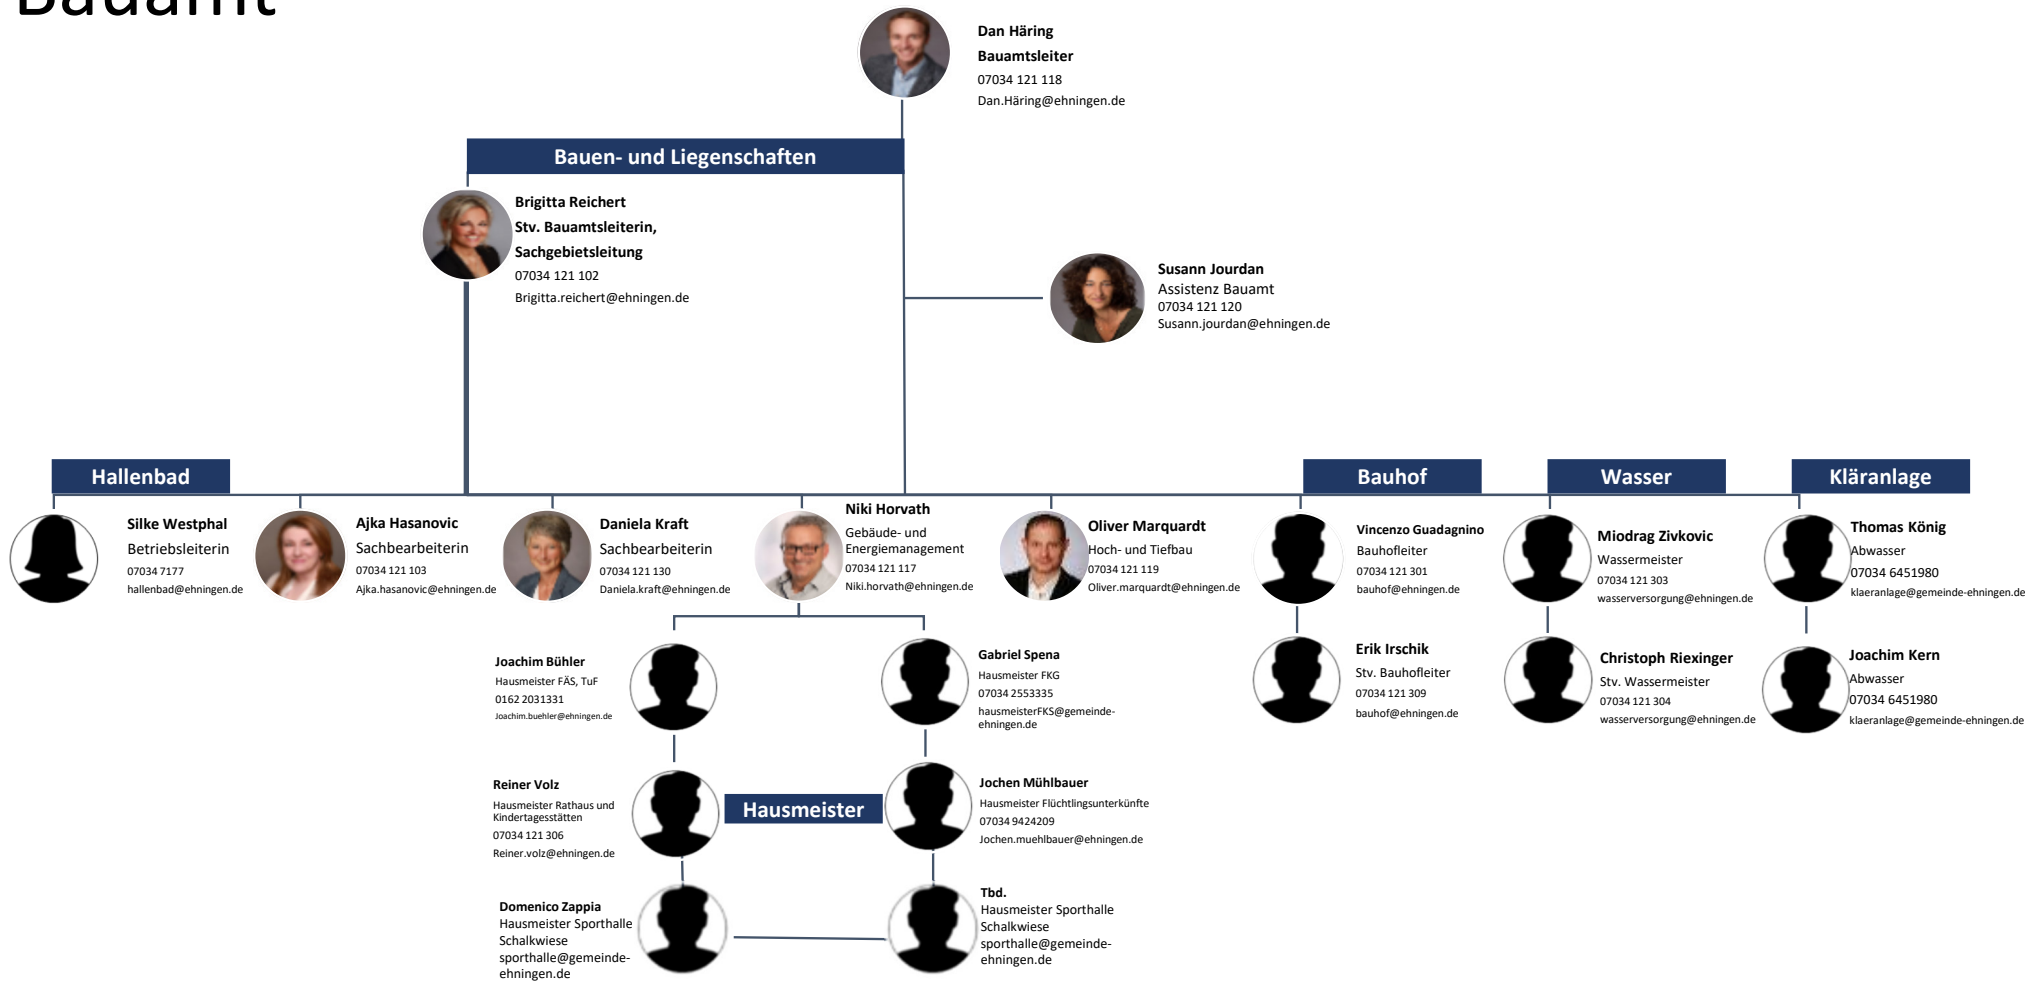 Bauamt
Dan Häring
Bauamtsleiter
07034 121 118
Dan.Häring@ehningen.de
Bauen- und Liegenschaften
Brigitta Reichert
Stv. Bauamtsleiterin,
Sachgebietsleitung
07034 121 102
Brigitta.reichert@ehningen.de
Susann Jourdan
Assistenz Bauamt
07034 121 120
Susann.jourdan@ehningen.de
Hallenbad
Bauhof
Wasser
Kläranlage
Silke Westphal
Betriebsleiterin
07034 7177
hallenbad@ehningen.de
Ajka Hasanovic
Sachbearbeiterin
07034 121 103
Ajka.hasanovic@ehningen.de
Daniela Kraft
Sachbearbeiterin
07034 121 130
Daniela.kraft@ehningen.de
Niki Horvath
Gebäude- und
Energiemanagement
07034 121 117
Niki.horvath@ehningen.de
Oliver Marquardt
Hoch- und Tiefbau
07034 121 119
Oliver.marquardt@ehningen.de
Vincenzo Guadagnino
Bauhofleiter
07034 121 301
bauhof@ehningen.de
Miodrag Zivkovic
Wassermeister
07034 121 303
wasserversorgung@ehningen.de
Thomas König
Abwasser
07034 6451980
klaeranlage@gemeinde-ehningen.de
Joachim Bühler
Hausmeister FÄS, TuF
0162 2031331
Joachim.buehler@ehningen.de
Gabriel Spena
Hausmeister FKG
07034 2553335
hausmeisterFKS@gemeinde-
ehningen.de
Erik Irschik
Stv. Bauhofleiter
07034 121 309
bauhof@ehningen.de
Christoph Riexinger
Stv. Wassermeister
07034 121 304
wasserversorgung@ehningen.de
Joachim Kern
Abwasser
07034 6451980
klaeranlage@gemeinde-ehningen.de
Reiner Volz
Hausmeister Rathaus und
Kindertagesstätten
07034 121 306
Reiner.volz@ehningen.de
Hausmeister
Jochen Mühlbauer
Hausmeister Flüchtlingsunterkünfte
07034 9424209
Jochen.muehlbauer@ehningen.de
Domenico Zappia
Hausmeister Sporthalle
Schalkwiese
sporthalle@gemeinde-
ehningen.de
Tbd.
Hausmeister Sporthalle
Schalkwiese
sporthalle@gemeinde-
ehningen.de